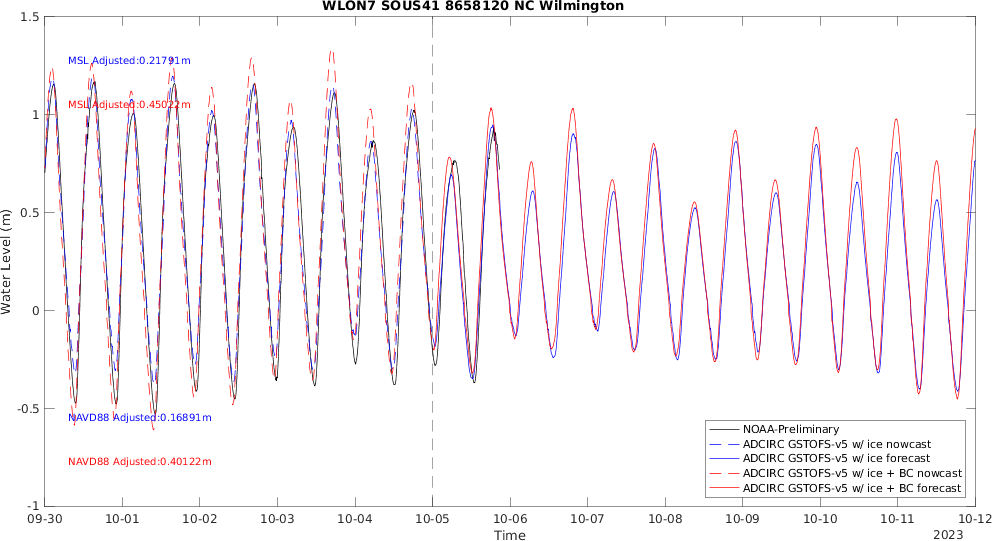 WLON7 SOUS41 8658120 NC Wilmington
1.5
1
0.5
0
-0.5
-1
Water Level (m)
MSL Adjusted:0.21791m
MSL Adjusted:0.45022m
NAVD88 Adjusted:0.16891m
NAVD88 Adjusted:0.40122m
NOAA-Preliminary
ADCIRC GSTOFS-v5 w/ ice nowcast
ADCIRC GSTOFS-v5 w/ ice forecast
ADCIRC GSTOFS-v5 w/ ice + BC nowcast
ADCIRC GSTOFS-v5 w/ ice + BC forecast
09-30 10-01 10-02 10-03 10-04 10-05 10-06 10-07 10-08 10-09 10-10 10-11 10-12
Time
2023